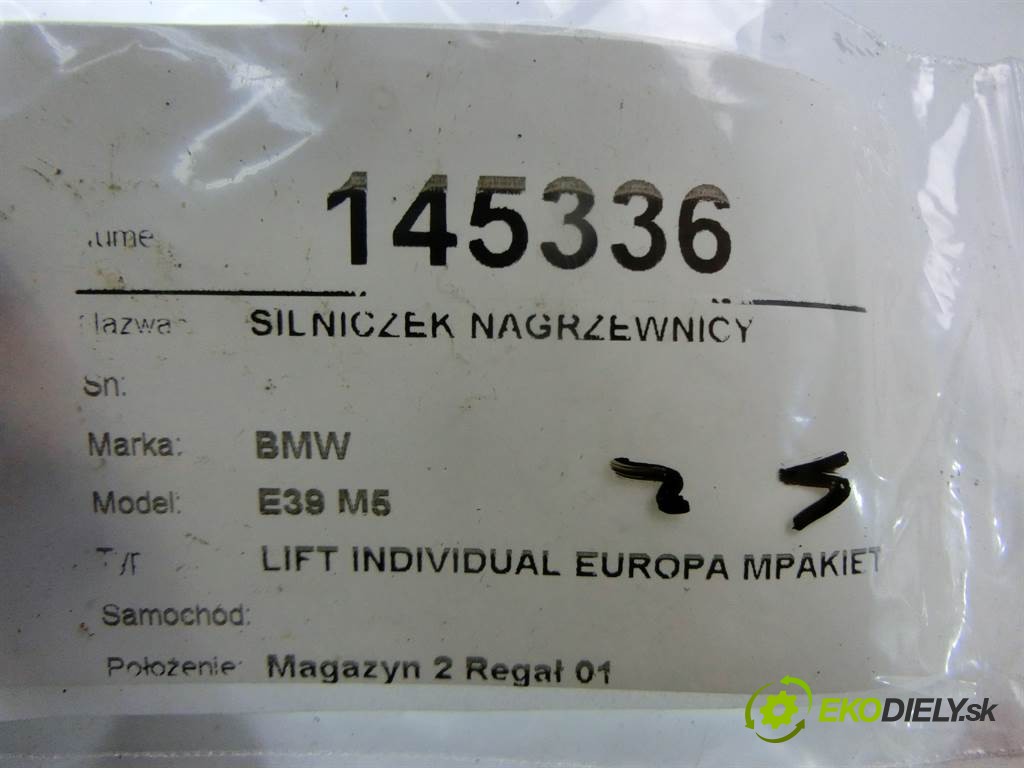 145336
Nazwa: SILNICZEK NAGRZEWNICY
Sn:
Marka: BMW
Model: E39 M5
LIFT INDIVIDUAL EUROPA MPAKIET
Samochód:
Położenie: Magazyn 2 Regał 01
EKODIELY.sk